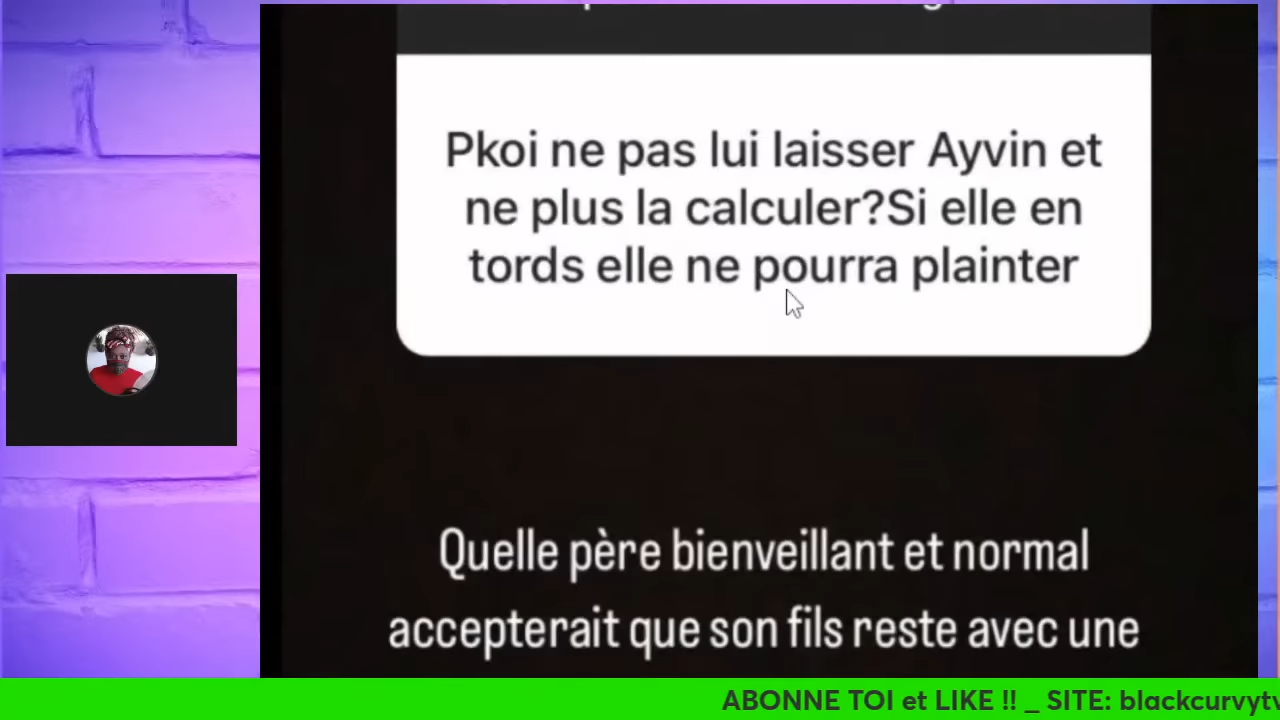 Pkoi ne pas lui laisser Ayvin et
ne plus la calculer?Si elle en
tords elle ne pourra plainter
Quelle père bienveillant et normal
accepterait que son fils reste avec une
ABONNE TOI et LIKE !! _ SITE: blackcurvytv